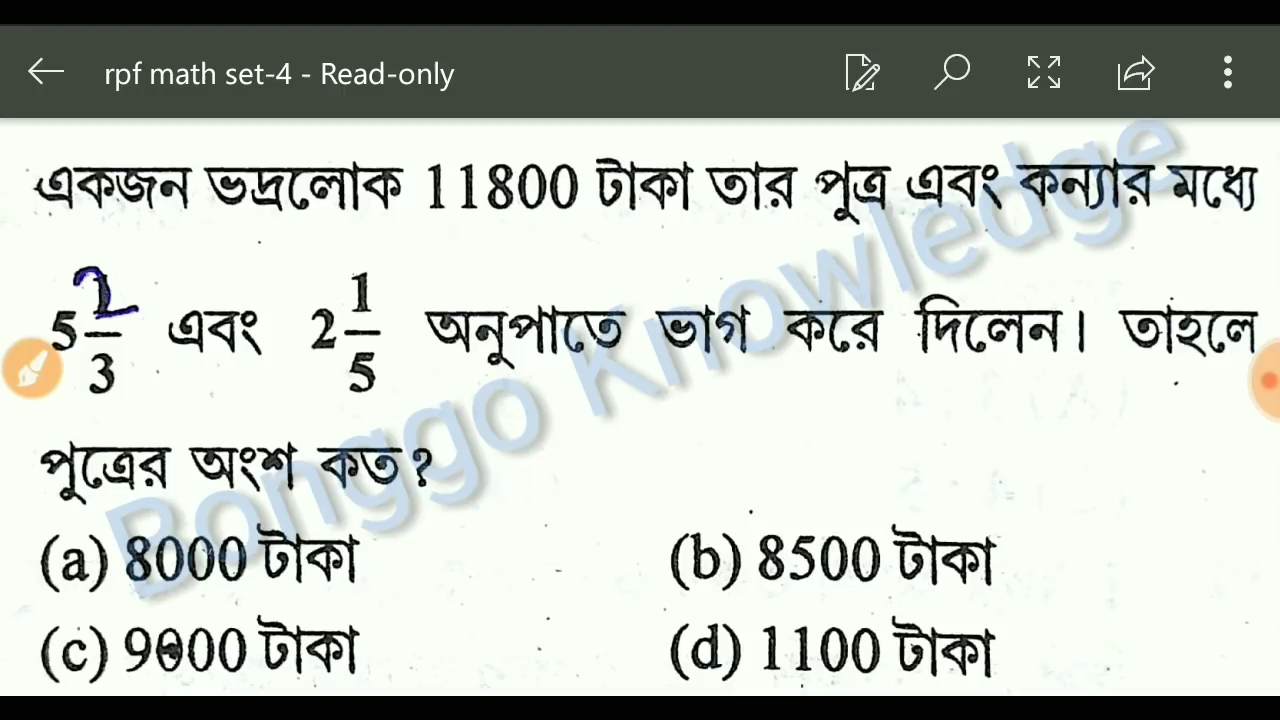 rpf math set-4 - Read-only
একজন ভদ্রলোক 11800 টাকা তার পুত্র এবং কন্যার মধ্যে
5 2/3 এবং 2 1/5 অনুপাতে ভাগ করে দিলেন। তাহলে
পুত্রের অংশ কত?
(a) 8000 টাকা (b) 8500 টাকা
(c) 9000 টাকা (d) 1100 টাকা
Bonggo Knowledge